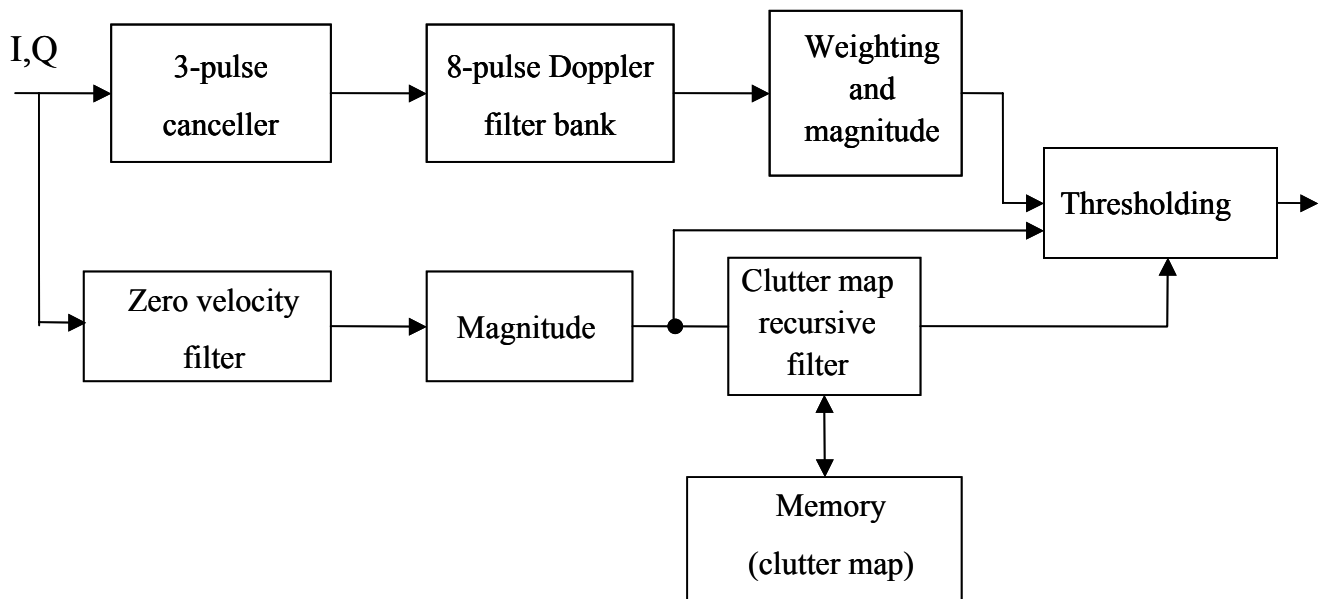 I,Q
3-pulse
canceller
8-pulse Doppler
filter bank
Weighting
and
magnitude
Thresholding
Zero velocity
filter
Magnitude
Clutter map
recursive
filter
Memory
(clutter map)